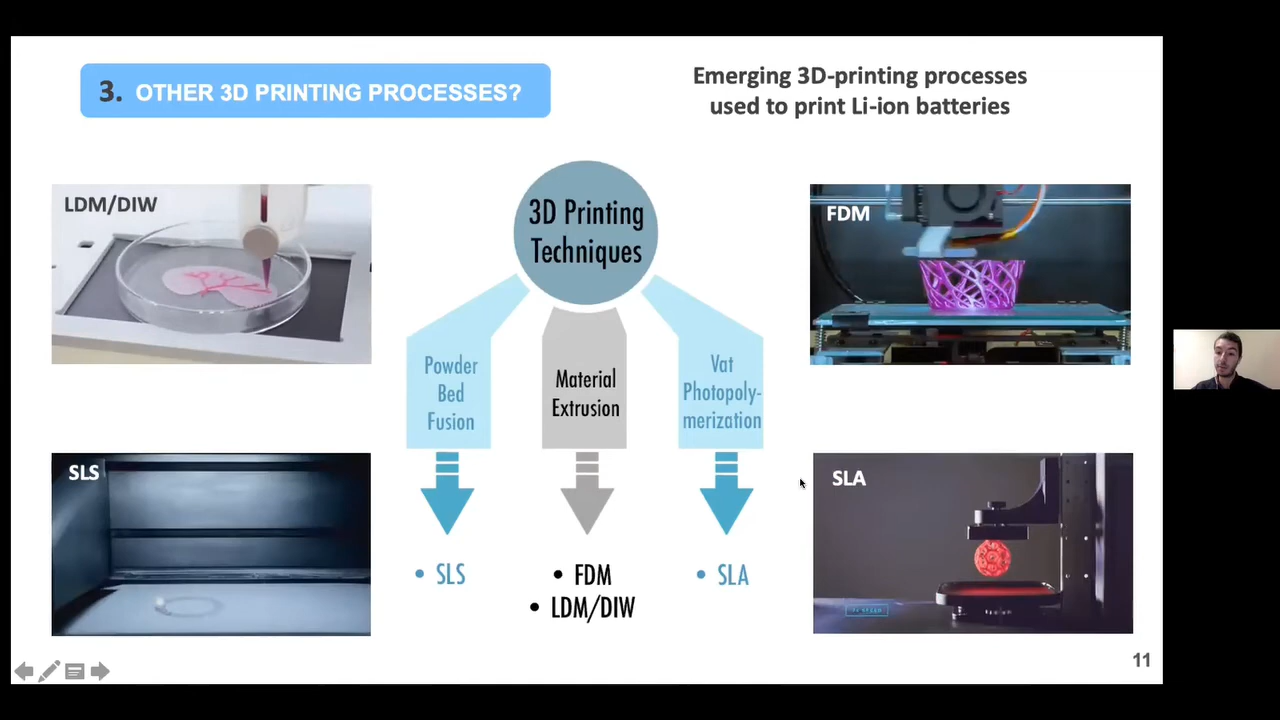 3. OTHER 3D PRINTING PROCESSES?
Emerging 3D-printing processes
used to print Li-ion batteries
LDM/DIW
3D Printing
Techniques
FDM
Powder
Bed
Fusion
Material
Extrusion
Vat
Photopoly-
merization
SLS
SLA
• SLS
• FDM
• LDM/DIW
• SLA
11